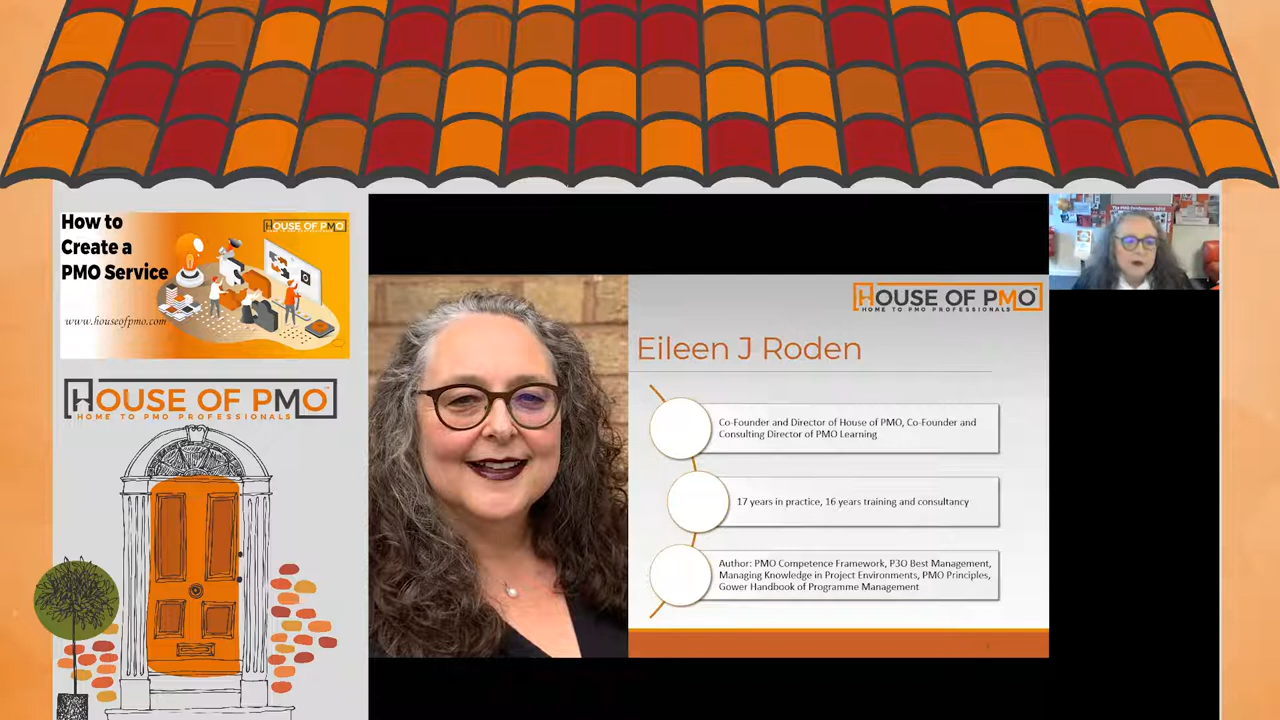 How to
Create a
PMO Service
HOUSE OF PMO
www.houseofpmo.com
HOUSE OF PMO
HOME TO PMO PROFESSIONALS
HOUSE OF PMO
HOME TO PMO PROFESSIONALS
Eileen J Roden
Co-Founder and Director of House of PMO, Co-Founder and
Consulting Director of PMO Learning
17 years in practice, 16 years training and consultancy
Author: PMO Competence Framework, P3O Best Management,
Managing Knowledge in Project Environments, PMO Principles,
Gower Handbook of Programme Management